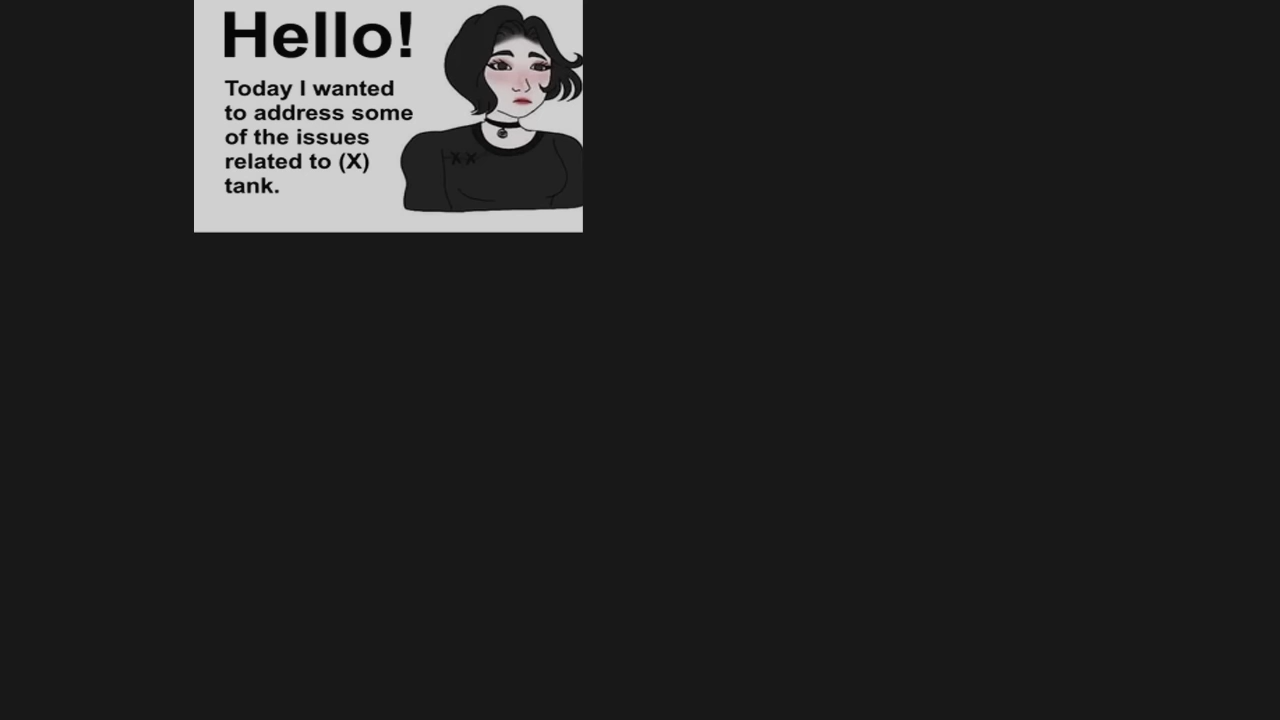 Hello!
Today I wanted
to address some
of the issues
related to (X)
tank.